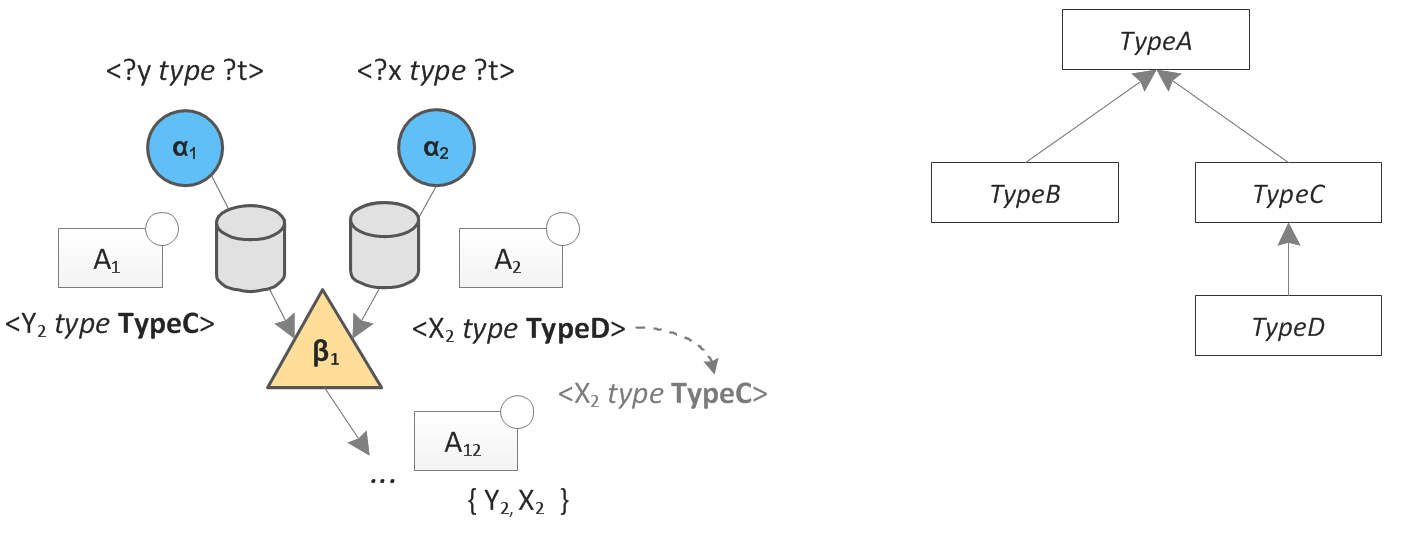 <?y type ?t>
<?x type ?t>
α₁
α₂
A₁
A₂
<Y₂ type TypeC>
<X₂ type TypeD>
β₁
<X₂ type TypeC>
A₁₂
...
{ Y₂, X₂ }
TypeA
TypeB
TypeC
TypeD